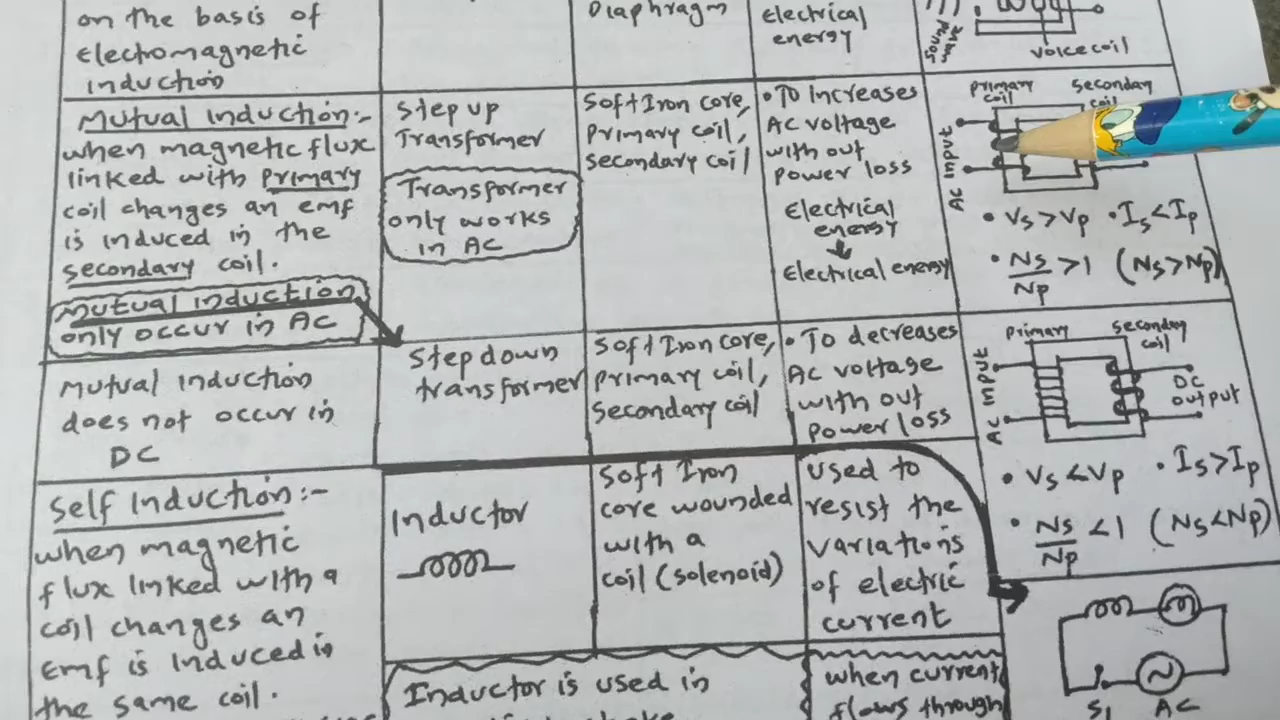 on the basis of
electomagnetic
induction
Diaphragm
Electrical
energy
sound
wave
voice coil
Mutual Induction:-
when magnetic flux
linked with primary
coil changes an emf
is induced in the
secondary coil.
Mutual induction
only occur in AC
Step up
Transformer
Transformer
only works
in AC
Soft Iron core,
primary coil,
secondary coil
• To Increases
AC voltage
with out
power loss
Electrical
energy
Electrical energy
primary
coil
secondary
coil
AC input
• Vs>Vp • Is<Ip
• Ns/Np >1 (Ns>Np)
Mutual induction
does not occur in
DC
Step down
transformer
Soft Iron core,
primary coil,
secondary coil
• To decreases
AC voltage
with out
power loss
primary
secondary
coil
AC input
DC
output
• Vs<Vp • Is>Ip
• Ns/Np <1 (Ns<Np)
Self Induction:-
when magnetic
flux linked with a
coil changes an
emf is induced in
the same coil.
Inductor
Soft Iron
core wounded
with a
coil (solenoid)
used to
resist the
variations
of electric
current
S1
AC
Inductor is used in
when current
flows through